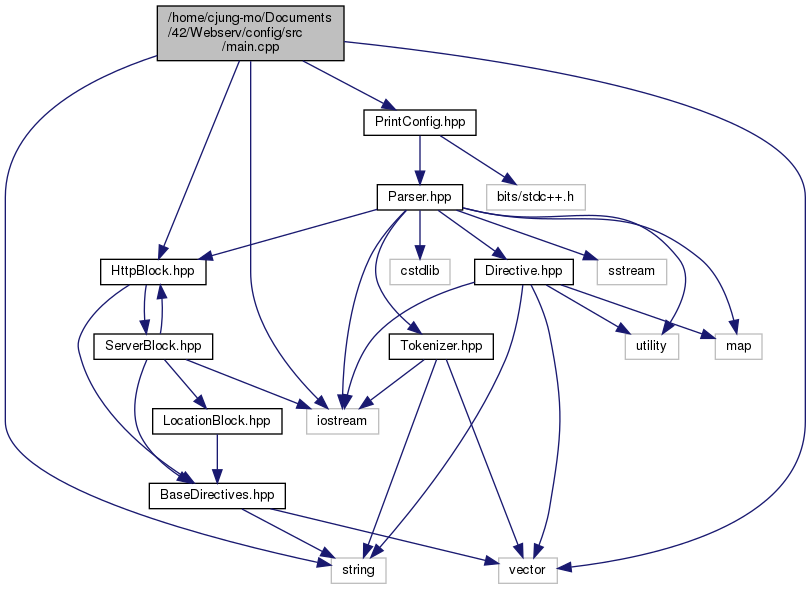 /home/cjung-mo/Documents
/42/Webserv/config/src
/main.cpp
PrintConfig.hpp
Parser.hpp
bits/stdc++.h
HttpBlock.hpp
cstdlib
Directive.hpp
sstream
ServerBlock.hpp
Tokenizer.hpp
utility
map
LocationBlock.hpp
iostream
BaseDirectives.hpp
string
vector